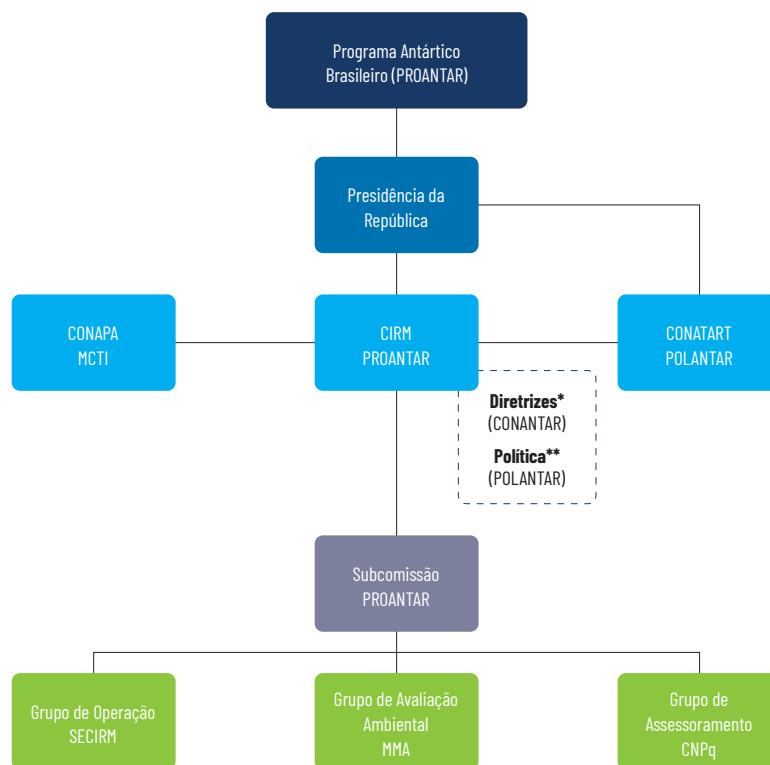 Programa Antártico
Brasileiro (PROANTAR)
Presidência da
República
CONAPA
MCTI
CIRM
PROANTAR
CONATART
POLANTAR
Diretrizes*
(CONANTAR)
Política**
(POLANTAR)
Subcomissão
PROANTAR
Grupo de Operação
SECIRM
Grupo de Avaliação
Ambiental
MMA
Grupo de
Assessoramento
CNPq